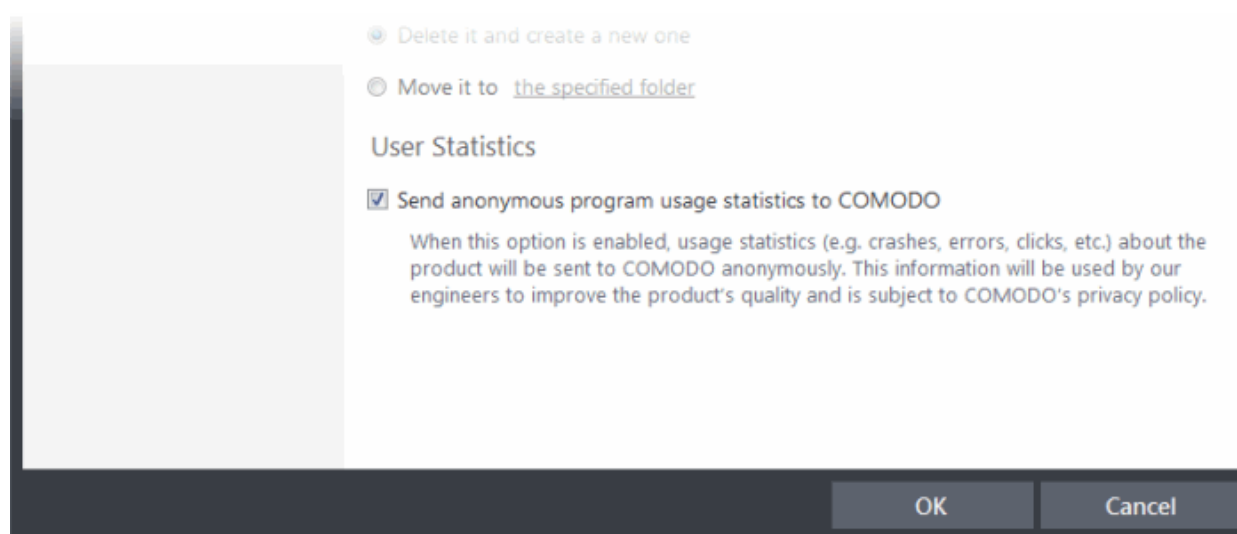 Delete it and create a new one
Move it to the specified folder
User Statistics
Send anonymous program usage statistics to COMODO
When this option is enabled, usage statistics (e.g. crashes, errors, clicks, etc.) about the
product will be sent to COMODO anonymously. This information will be used by our
engineers to improve the product's quality and is subject to COMODO's privacy policy.
OK Cancel